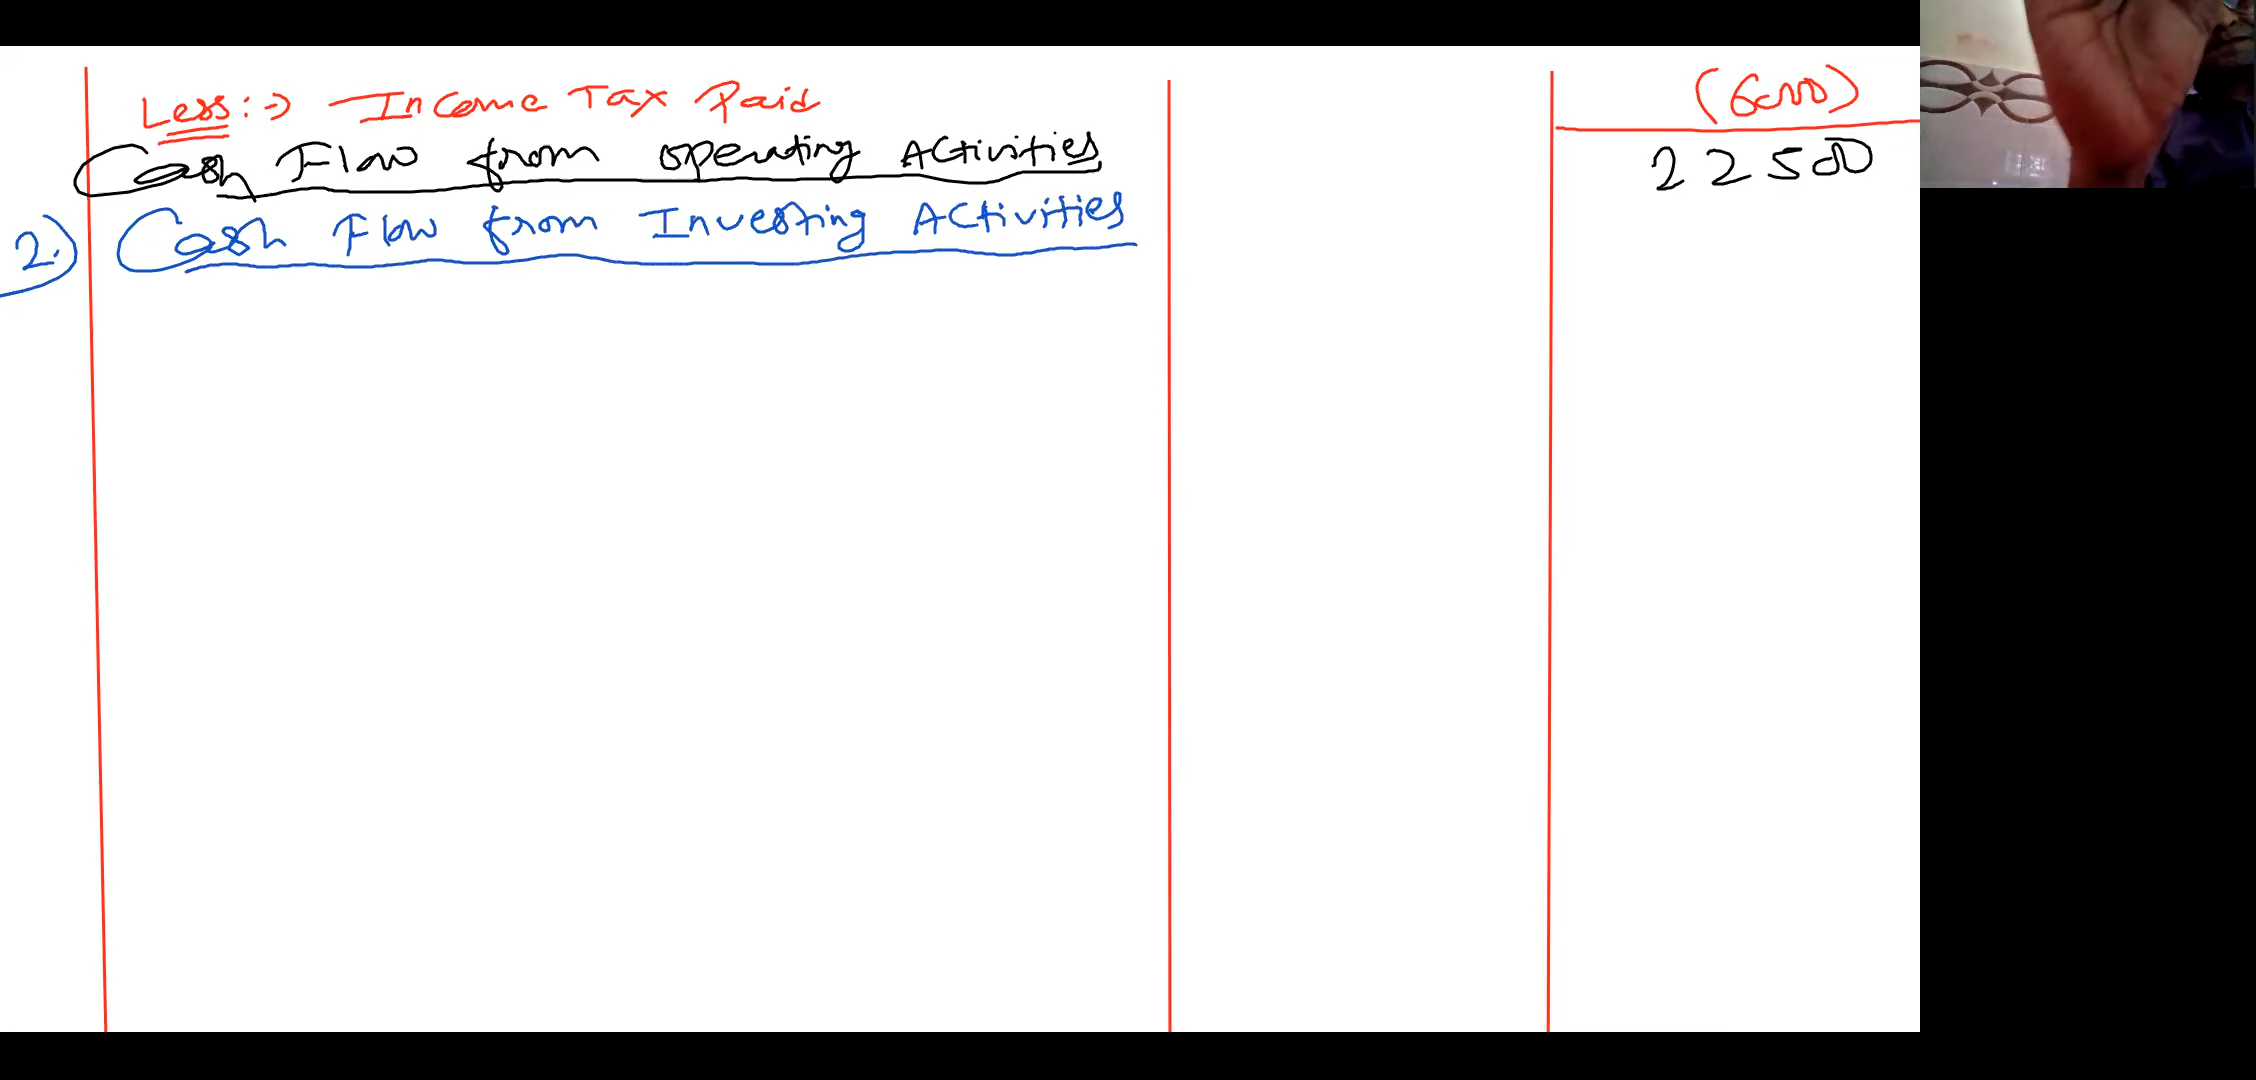 Less :→ Income Tax Paid (6000)
Cash Flow from operating Activities 22500
2.) Cash Flow from Investing Activities